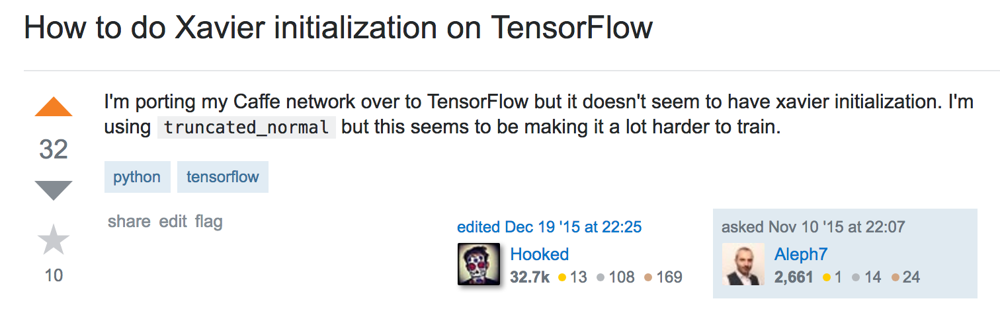 How to do Xavier initialization on TensorFlow
I'm porting my Caffe network over to TensorFlow but it doesn't seem to have xavier initialization. I'm
using truncated_normal but this seems to be making it a lot harder to train.
32
python tensorflow
share edit flag
10
edited Dec 19 '15 at 22:25
Hooked
32.7k 13 108 169
asked Nov 10 '15 at 22:07
Aleph7
2,661 1 14 24